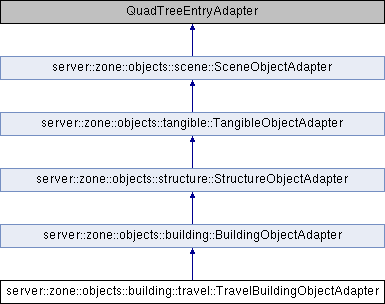 QuadTreeEntryAdapter
server::zone::objects::scene::SceneObjectAdapter
server::zone::objects::tangible::TangibleObjectAdapter
server::zone::objects::structure::StructureObjectAdapter
server::zone::objects::building::BuildingObjectAdapter
server::zone::objects::building::travel::TravelBuildingObjectAdapter